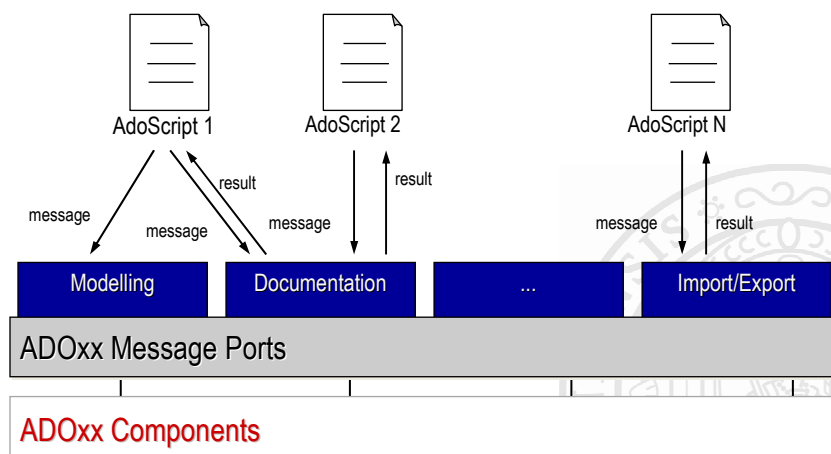 AdoScript 1
AdoScript 2
AdoScript N
result
result
message
message
message
message
result
Modelling
Documentation
...
Import/Export
ADOxx Message Ports
ADOxx Components